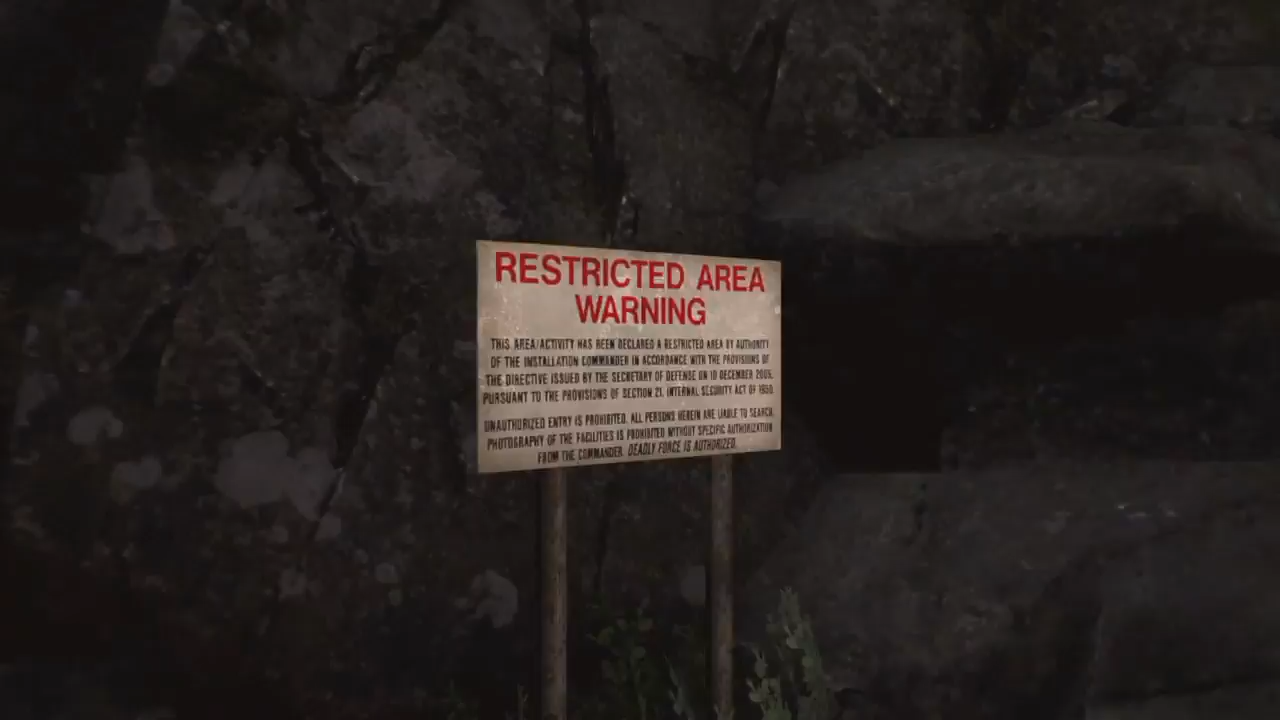 RESTRICTED AREA
WARNING
THIS AREA/ACTIVITY HAS BEEN DECLARED A RESTRICTED AREA BY AUTHORITY
OF THE INSTALLATION COMMANDER IN ACCORDANCE WITH THE PROVISIONS OF
THE DIRECTIVE ISSUED BY THE SECRETARY OF DEFENSE ON 10 DECEMBER 2005,
PURSUANT TO THE PROVISIONS OF SECTION 21, INTERNAL SECURITY ACT OF 1950.
UNAUTHORIZED ENTRY IS PROHIBITED. ALL PERSONS HEREIN ARE LIABLE TO SEARCH.
PHOTOGRAPHY OF THE FACILITIES IS PROHIBITED WITHOUT SPECIFIC AUTHORIZATION
FROM THE COMMANDER. DEADLY FORCE IS AUTHORIZED.